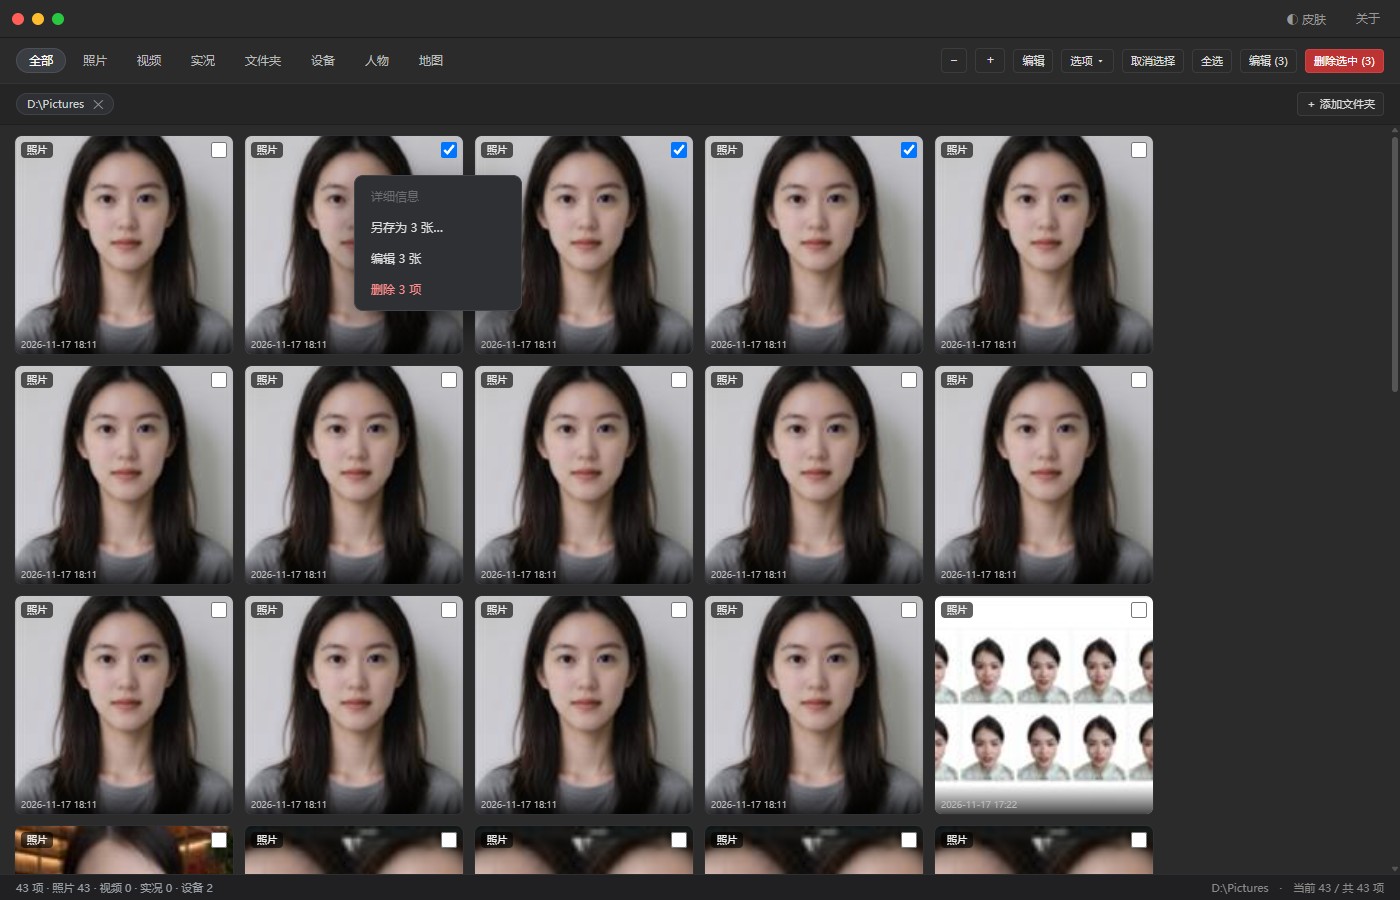 皮肤 关于
全部 照片 视频 实况 文件夹 设备 人物 地图 − + 编辑 选项 取消选择 全选 编辑 (3) 删除选中 (3)
D:\Pictures + 添加文件夹
照片 照片 照片 照片 照片
详细信息
另存为 3 张...
编辑 3 张
删除 3 项
2026-11-17 18:11 2026-11-17 18:11 2026-11-17 18:11 2026-11-17 18:11 2026-11-17 18:11
照片 照片 照片 照片 照片
2026-11-17 18:11 2026-11-17 18:11 2026-11-17 18:11 2026-11-17 18:11 2026-11-17 18:11
照片 照片 照片 照片 照片
2026-11-17 18:11 2026-11-17 18:11 2026-11-17 18:11 2026-11-17 18:11 2026-11-17 17:22
照片 照片 照片 照片 照片
43 项 · 照片 43 · 视频 0 · 实况 0 · 设备 2 D:\Pictures · 当前 43 / 共 43 项